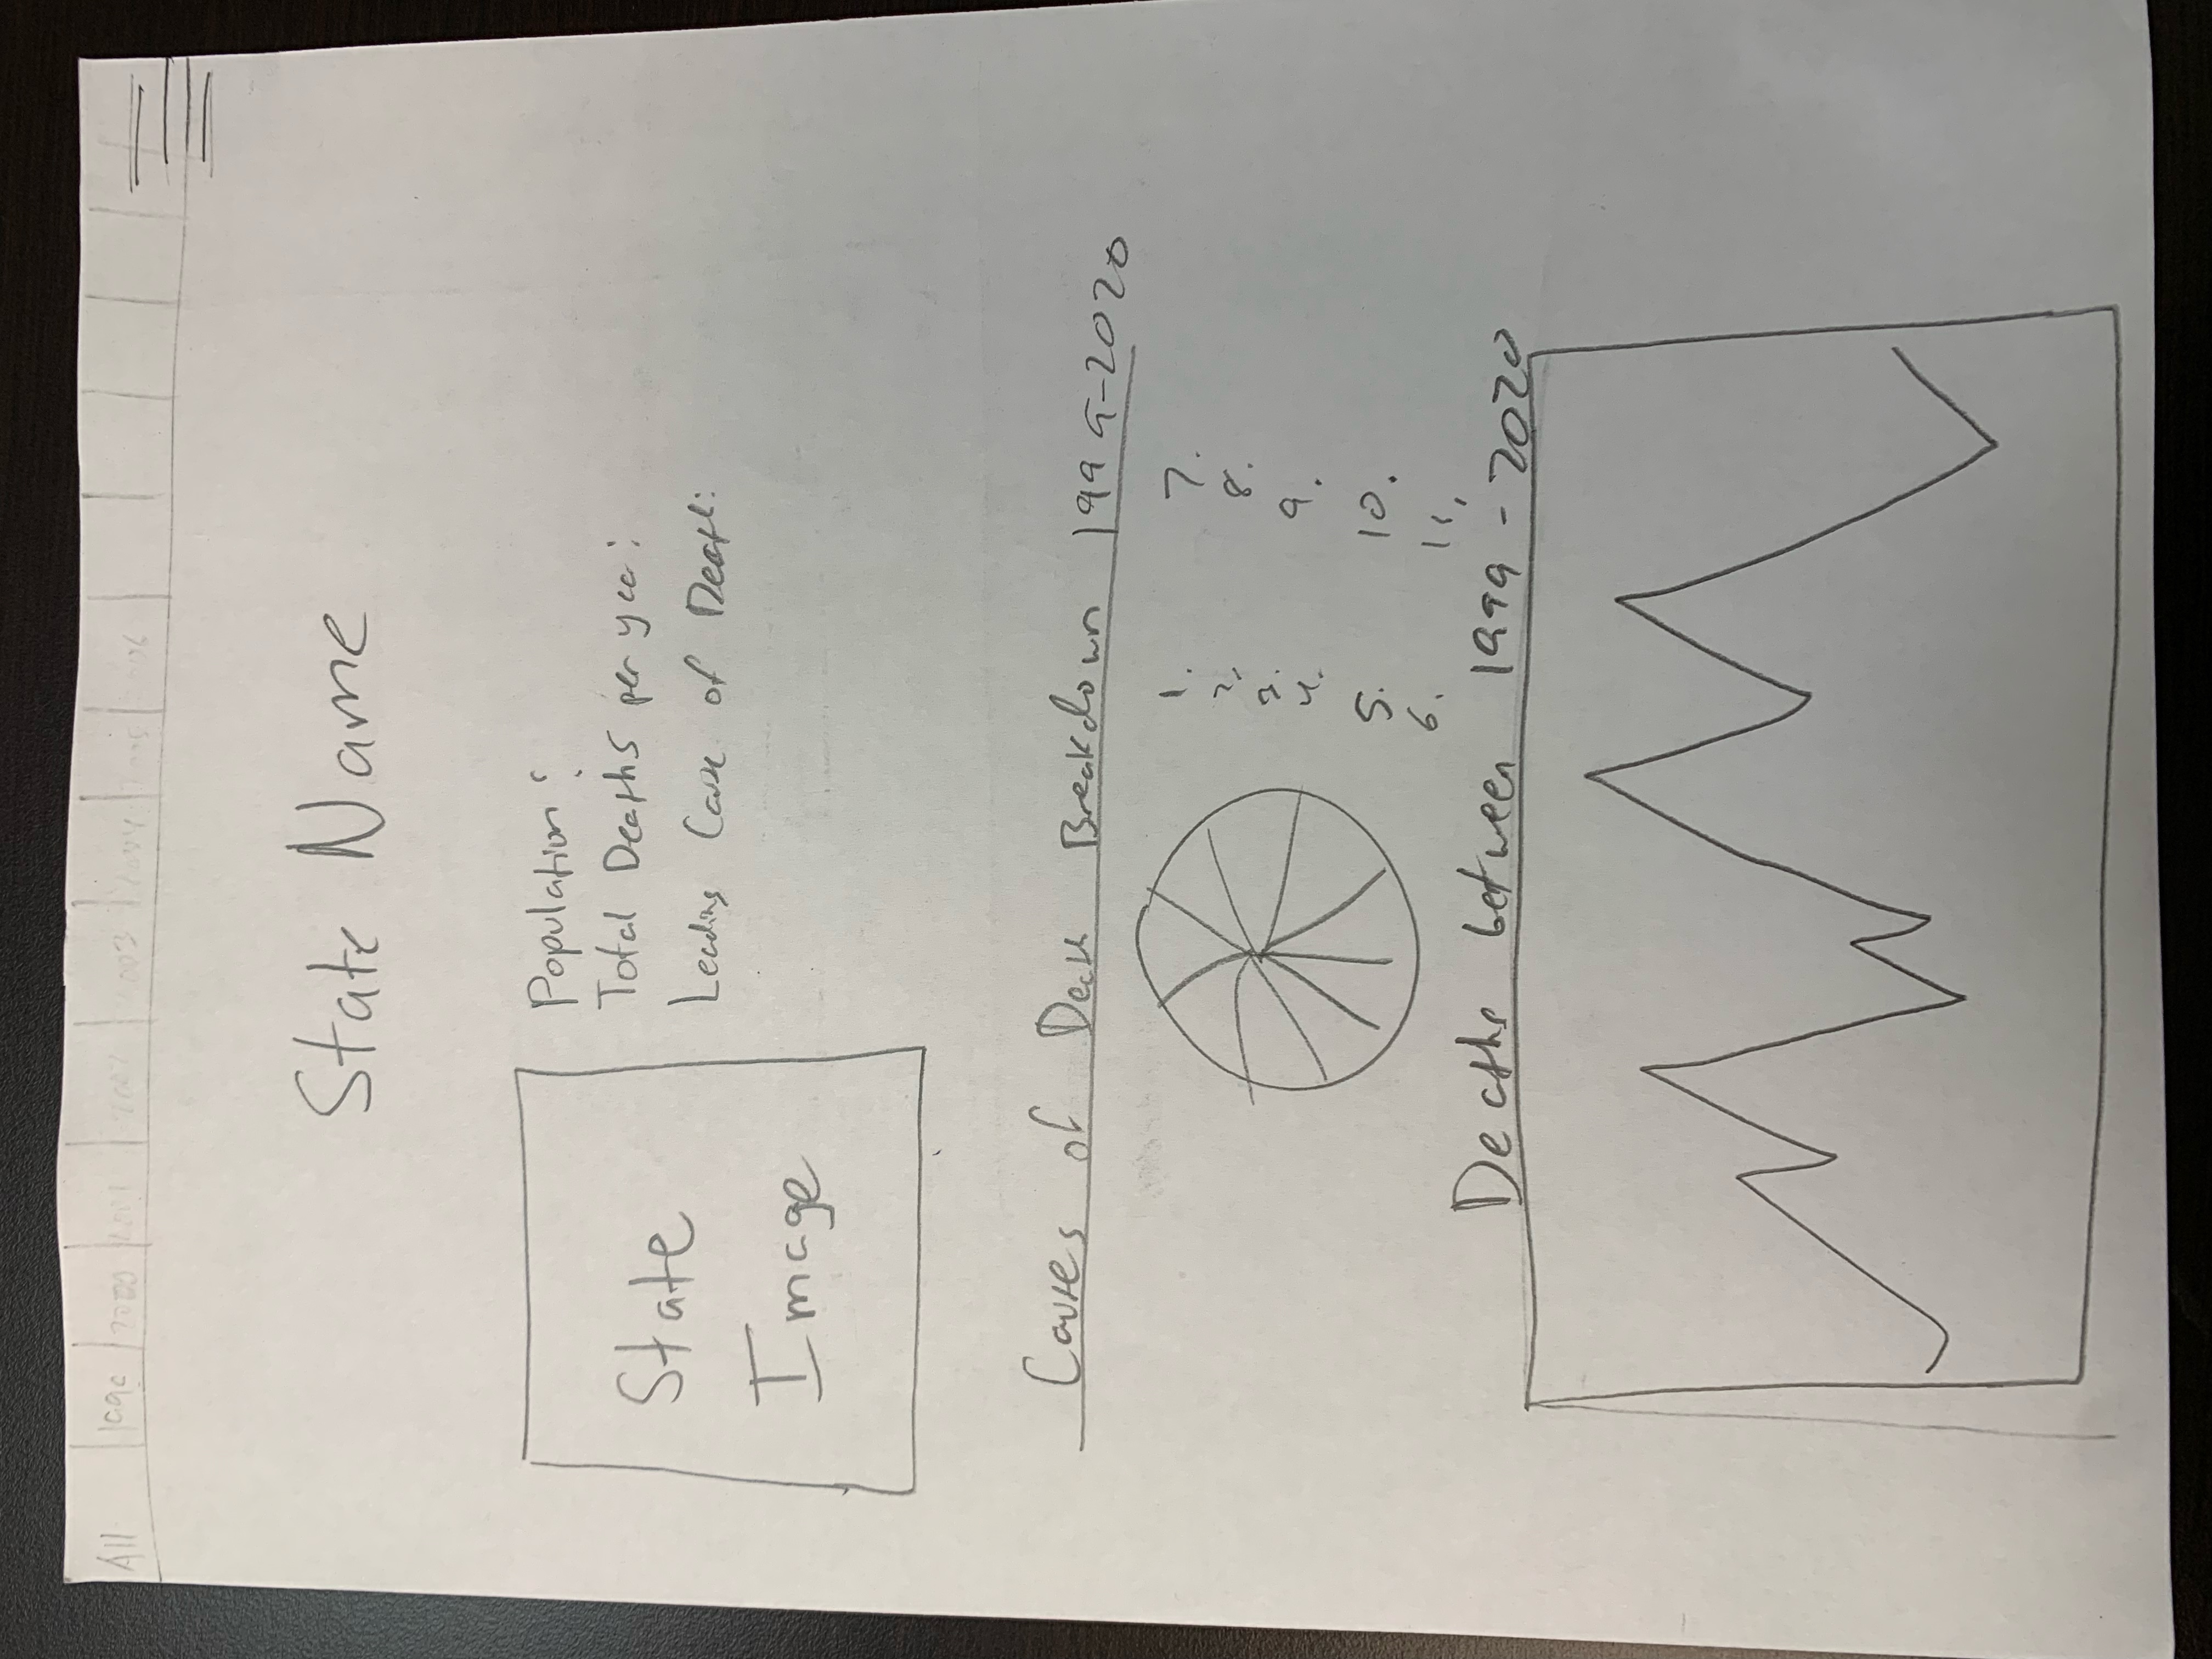 All 1999 2000 2001 2002 2003 2004 2005 2006
State Name
State
Image
Population:
Total Deaths per year:
Leading Cause of Death:
Causes of Death Breakdown 1999-2020
1. 7.
2. 8.
3. 9.
4.
5. 10.
6. 11.
Deaths between 1999-2020